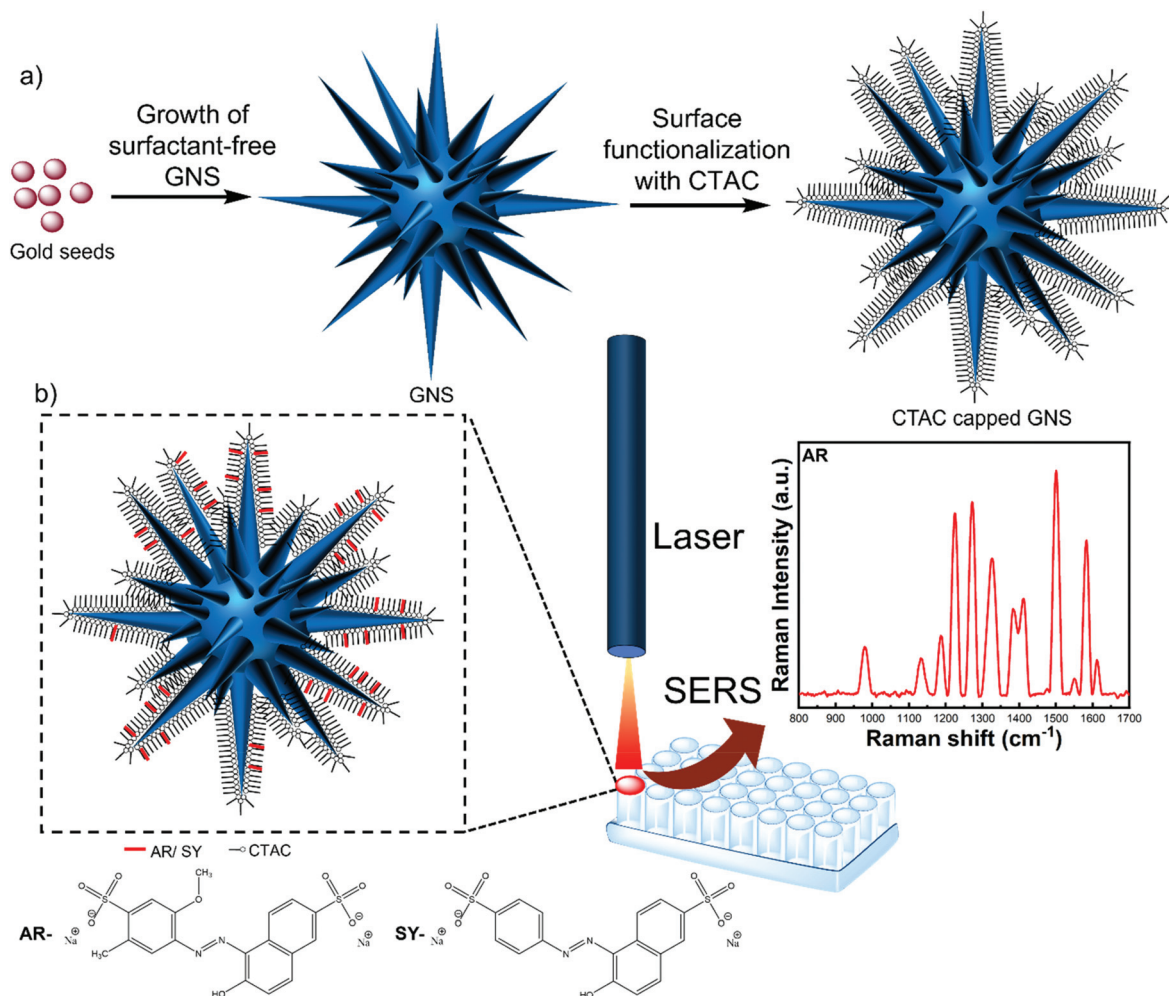 a)
Growth of
surfactant-free
GNS
Surface
functionalization
with CTAC
Gold seeds
GNS
CTAC capped GNS
b)
Laser
SERS
AR
Raman Intensity (a.u.)
800 900 1000 1100 1200 1300 1400 1500 1600 1700
Raman shift (cm⁻¹)
AR/ SY
CTAC
AR-
O
O
S
O
⊖
Na
⊕
O
CH₃
H₃C
N
N
HO
O
O
S
O
⊖
Na
⊕
SY-
O
O
S
O
⊖
Na
⊕
N
N
HO
O
O
S
O
⊖
Na
⊕